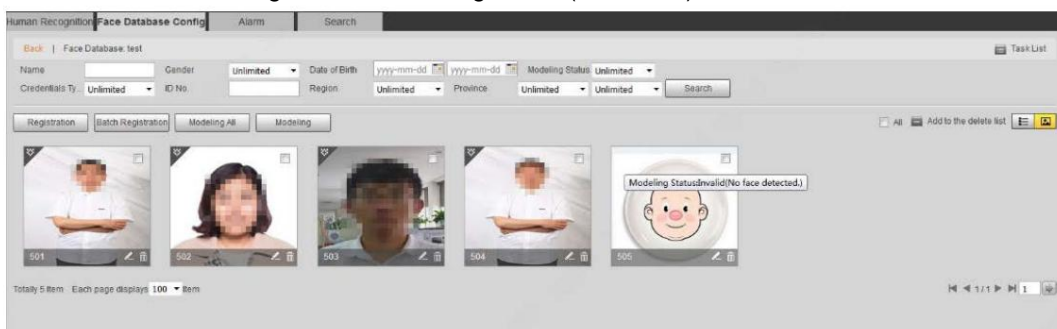 Human Recognition Face Database Config Alarm Search
Back | Face Database: test Task List
Name Gender Unlimited Date of Birth yyyy-mm-dd yyyy-mm-dd Modeling Status Unlimited
Credentials Ty... Unlimited ID No. Region Unlimited Province Unlimited Unlimited Search
Registration Batch Registration Modeling All Modeling All Add to the delete list
Modeling Status:Invalid(No face detected.)
501 502 503 504 505
Totally 5 item Each page displays 100 item 1/1 1